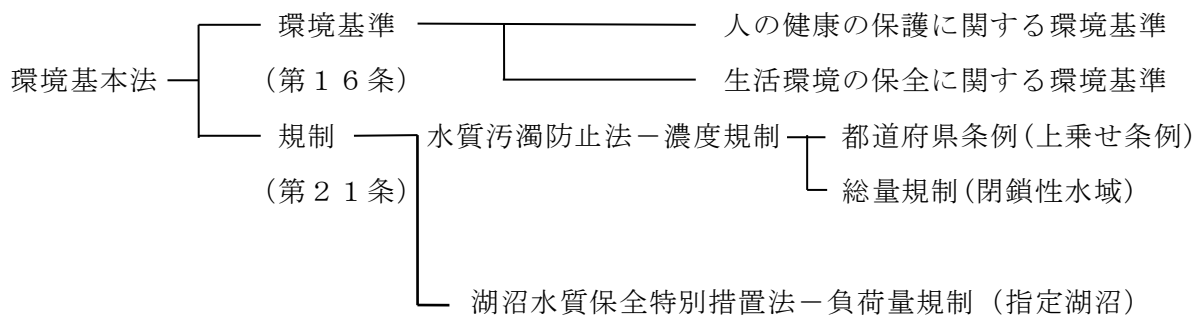 環境基準 人の健康の保護に関する環境基準
環境基本法 (第１６条) 生活環境の保全に関する環境基準
規制 水質汚濁防止法－濃度規制 都道府県条例(上乗せ条例)
(第２１条) 総量規制(閉鎖性水域)
湖沼水質保全特別措置法－負荷量規制（指定湖沼）